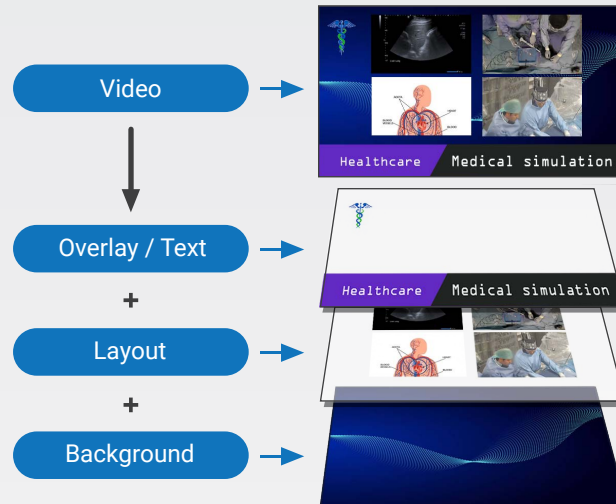 Video
Healthcare
Medical simulation
Overlay / Text
Healthcare
Medical simulation
+
Layout
+
Background